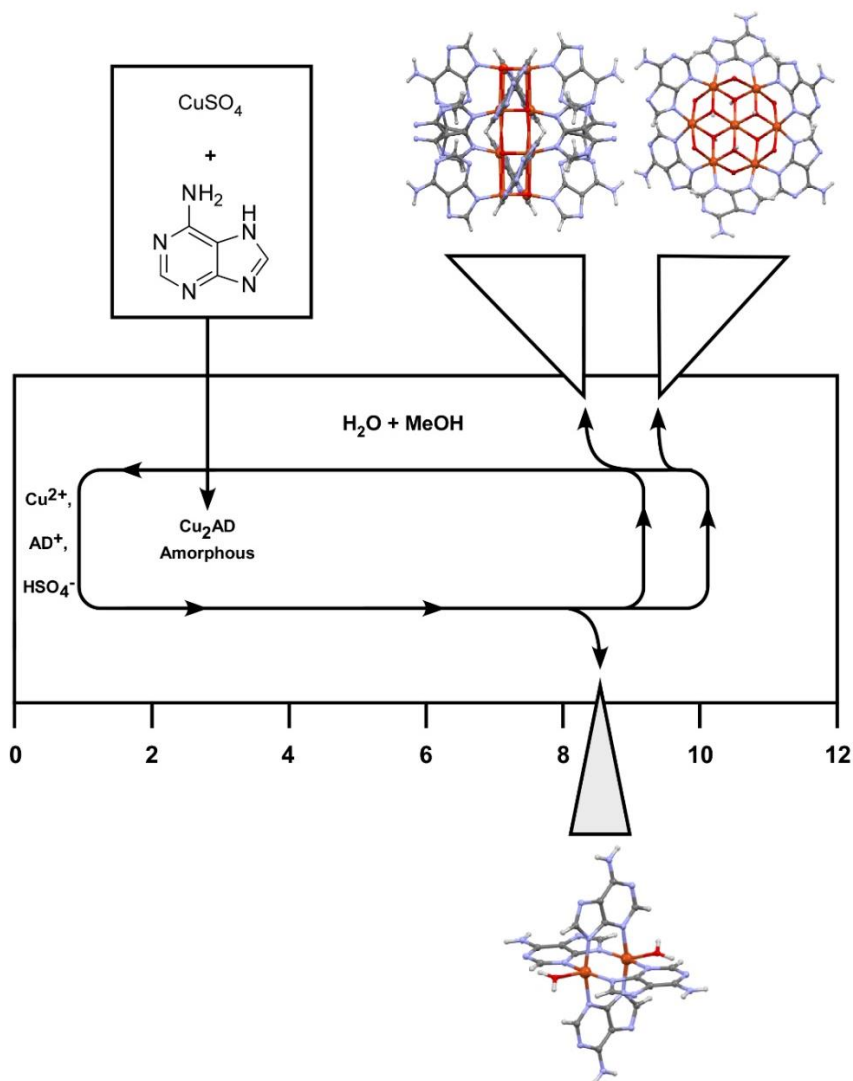 CuSO₄
+
NH₂
H
N
N
N
N
H₂O + MeOH
Cu²⁺,
AD⁺,
HSO₄⁻
Cu₂AD
Amorphous
0 2 4 6 8 10 12